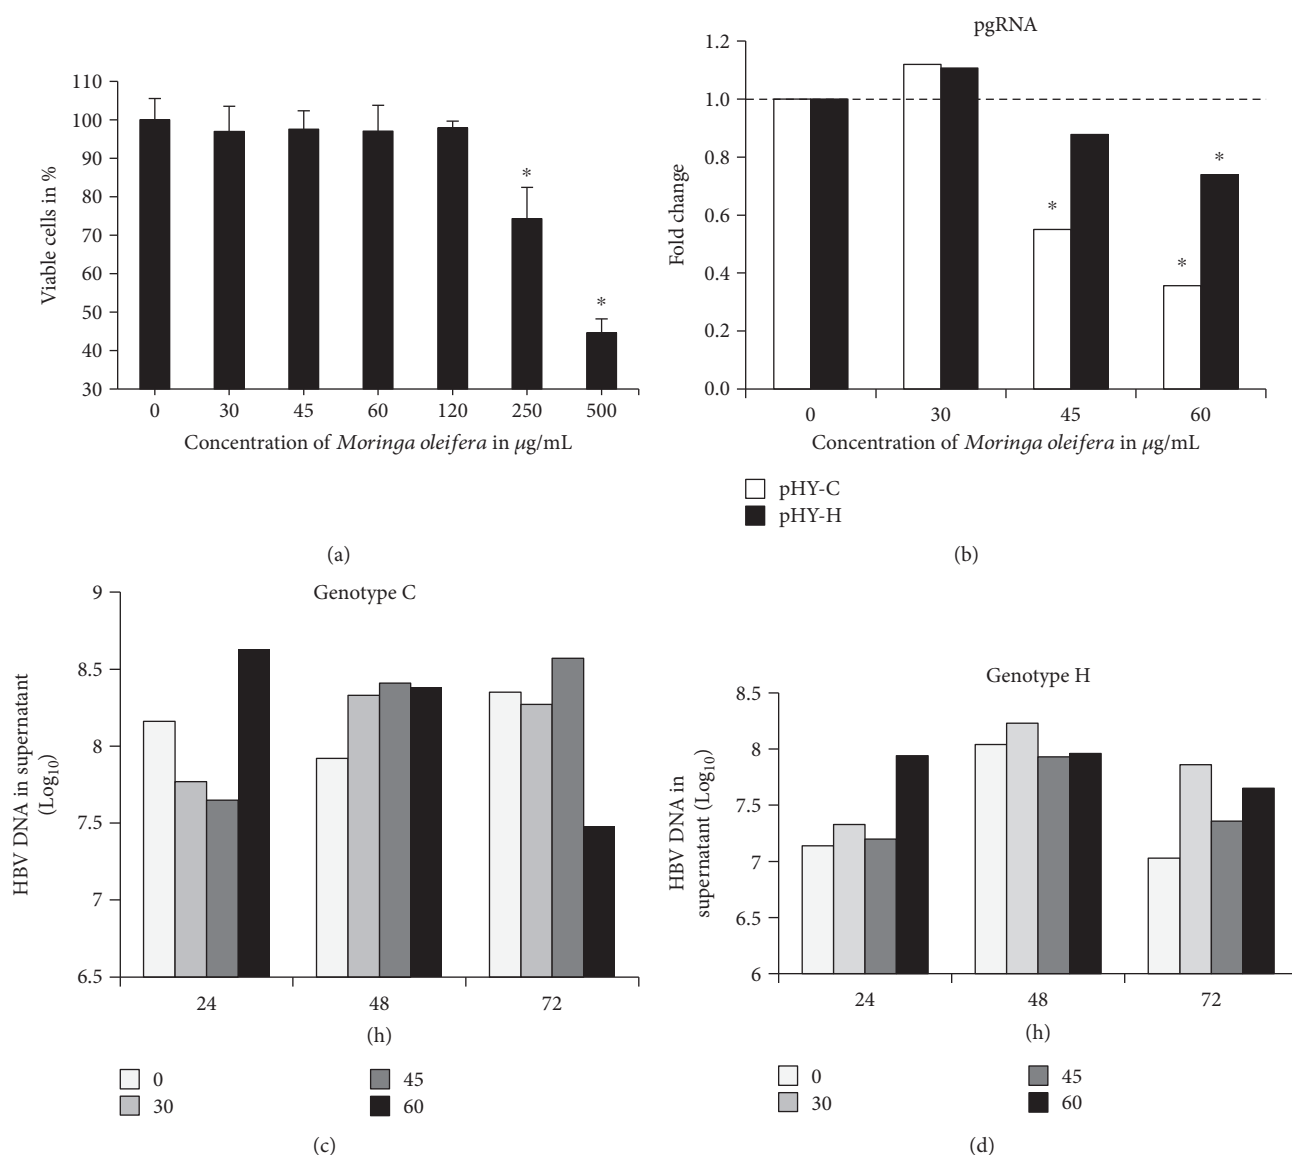 110
100
90
80
70
60
50
40
30
Viable cells in %
*
*
0 30 45 60 120 250 500
Concentration of Moringa oleifera in μg/mL
(a)
pgRNA
1.2
1.0
0.8
0.6
0.4
0.2
0.0
Fold change
*
*
*
0 30 45 60
Concentration of Moringa oleifera in μg/mL
pHY-C
pHY-H
(b)
Genotype C
9
8.5
8
7.5
7
6.5
HBV DNA in supernatant
(Log10)
24 48 72
(h)
0 45
30 60
(c)
Genotype H
8.5
8
7.5
7
6.5
6
HBV DNA in
supernatant (Log10)
24 48 72
(h)
0 45
30 60
(d)